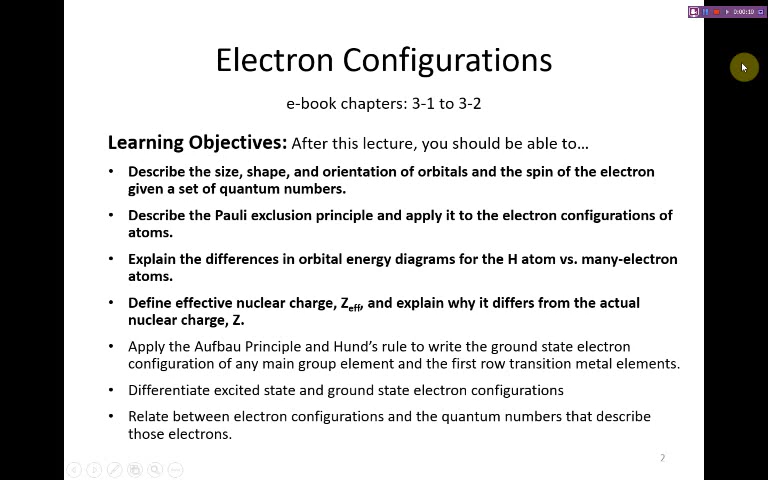 0:00:10
Electron Configurations
e-book chapters: 3-1 to 3-2
Learning Objectives: After this lecture, you should be able to…
• Describe the size, shape, and orientation of orbitals and the spin of the electron
given a set of quantum numbers.
• Describe the Pauli exclusion principle and apply it to the electron configurations of
atoms.
• Explain the differences in orbital energy diagrams for the H atom vs. many-electron
atoms.
• Define effective nuclear charge, Zeff, and explain why it differs from the actual
nuclear charge, Z.
• Apply the Aufbau Principle and Hund’s rule to write the ground state electron
configuration of any main group element and the first row transition metal elements.
• Differentiate excited state and ground state electron configurations
• Relate between electron configurations and the quantum numbers that describe
those electrons.
2